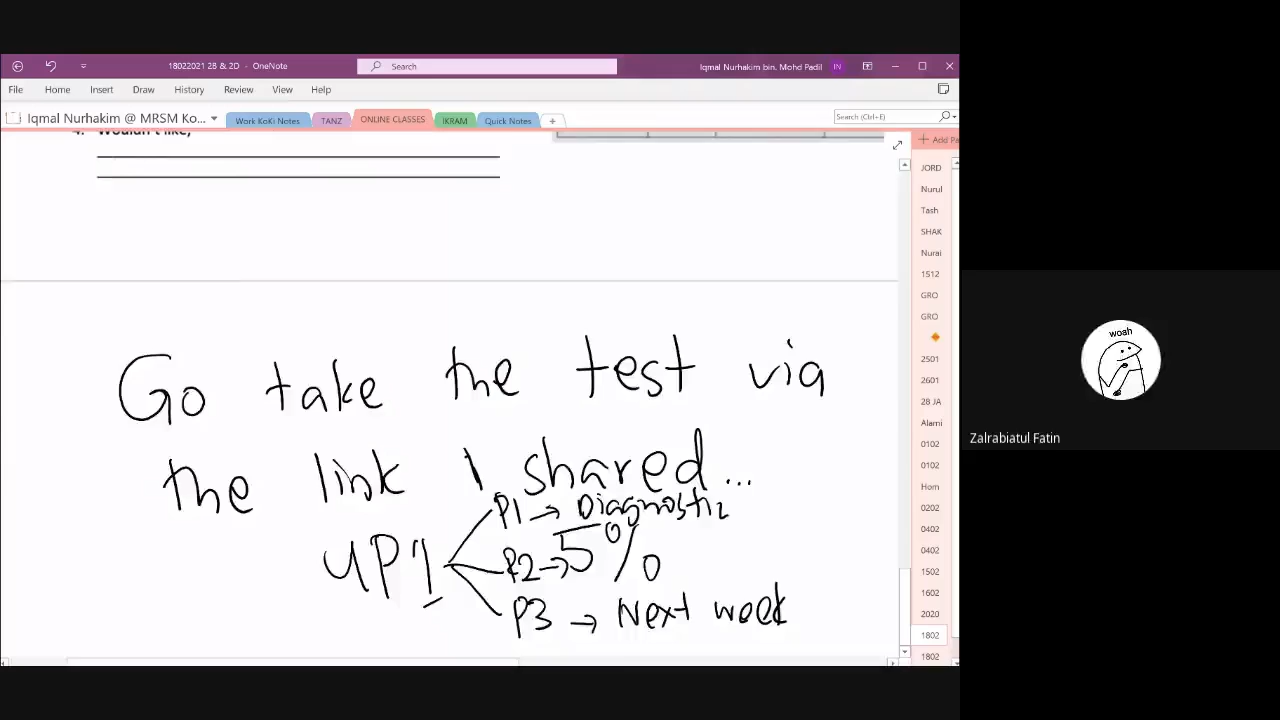 18022021 2B & 2D - OneNote
Search
Iqmal Nurhakim bin. Mohd Padil
IN
File Home Insert Draw History Review View Help
Iqmal Nurhakim @ MRSM Ko...
Work KoKi Notes
TANZ
ONLINE CLASSES
IKRAM
Quick Notes
Search (Ctrl+E)
4. Wouldn't like,
Add Pa
JORD
Nurul
Tash
SHAK
Nurai
1512
GRO
GRO
2501
2601
28 JA
Alami
0102
0102
Hom
0202
0402
0402
1502
1602
2020
1802
1802
Go take the test via
the link I shared...
UP1
P1 → Diagnostic
P2 → 5%
P3 → Next week
woah
Zalrabiatul Fatin